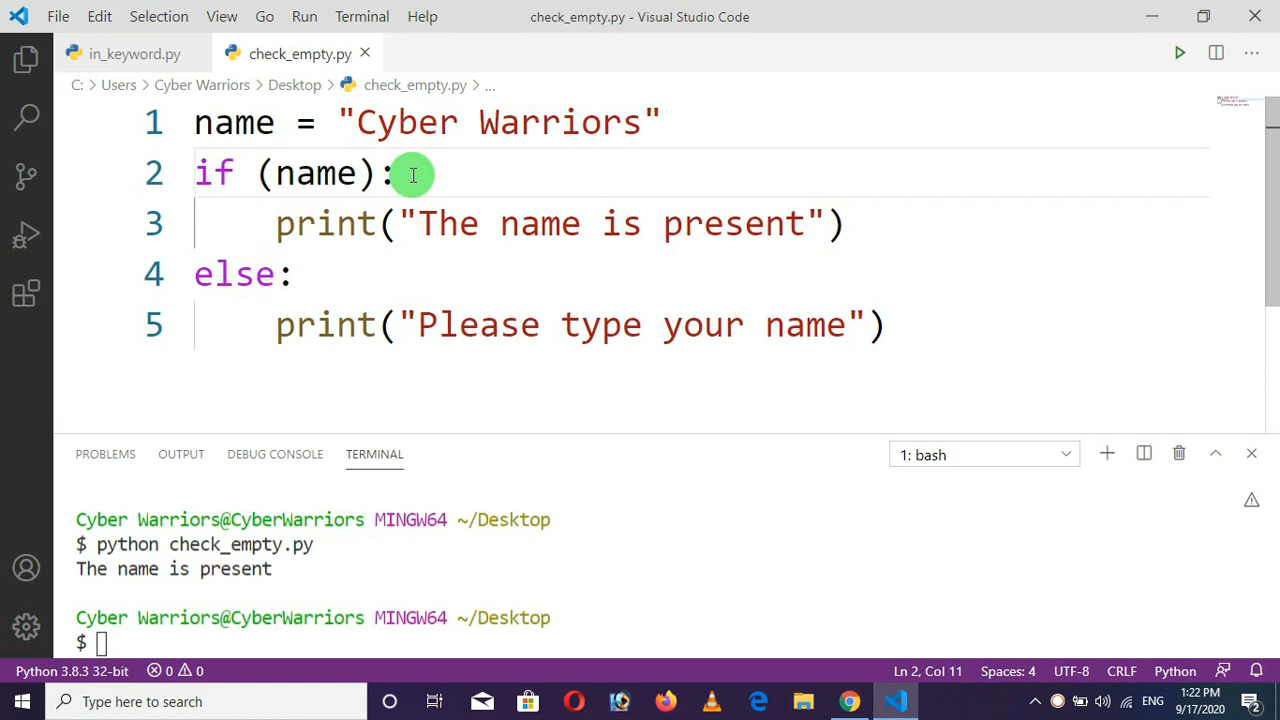 File Edit Selection View Go Run Terminal Help check_empty.py - Visual Studio Code
in_keyword.py check_empty.py
C: > Users > Cyber Warriors > Desktop > check_empty.py > ...
1 name = "Cyber Warriors"
2 if (name):
3 print("The name is present")
4 else:
5 print("Please type your name")
PROBLEMS OUTPUT DEBUG CONSOLE TERMINAL 1: bash
Cyber Warriors@CyberWarriors MINGW64 ~/Desktop
$ python check_empty.py
The name is present
Cyber Warriors@CyberWarriors MINGW64 ~/Desktop
$
Python 3.8.3 32-bit 0 0 Ln 2, Col 11 Spaces: 4 UTF-8 CRLF Python
Type here to search ENG 1:22 PM
9/17/2020 2